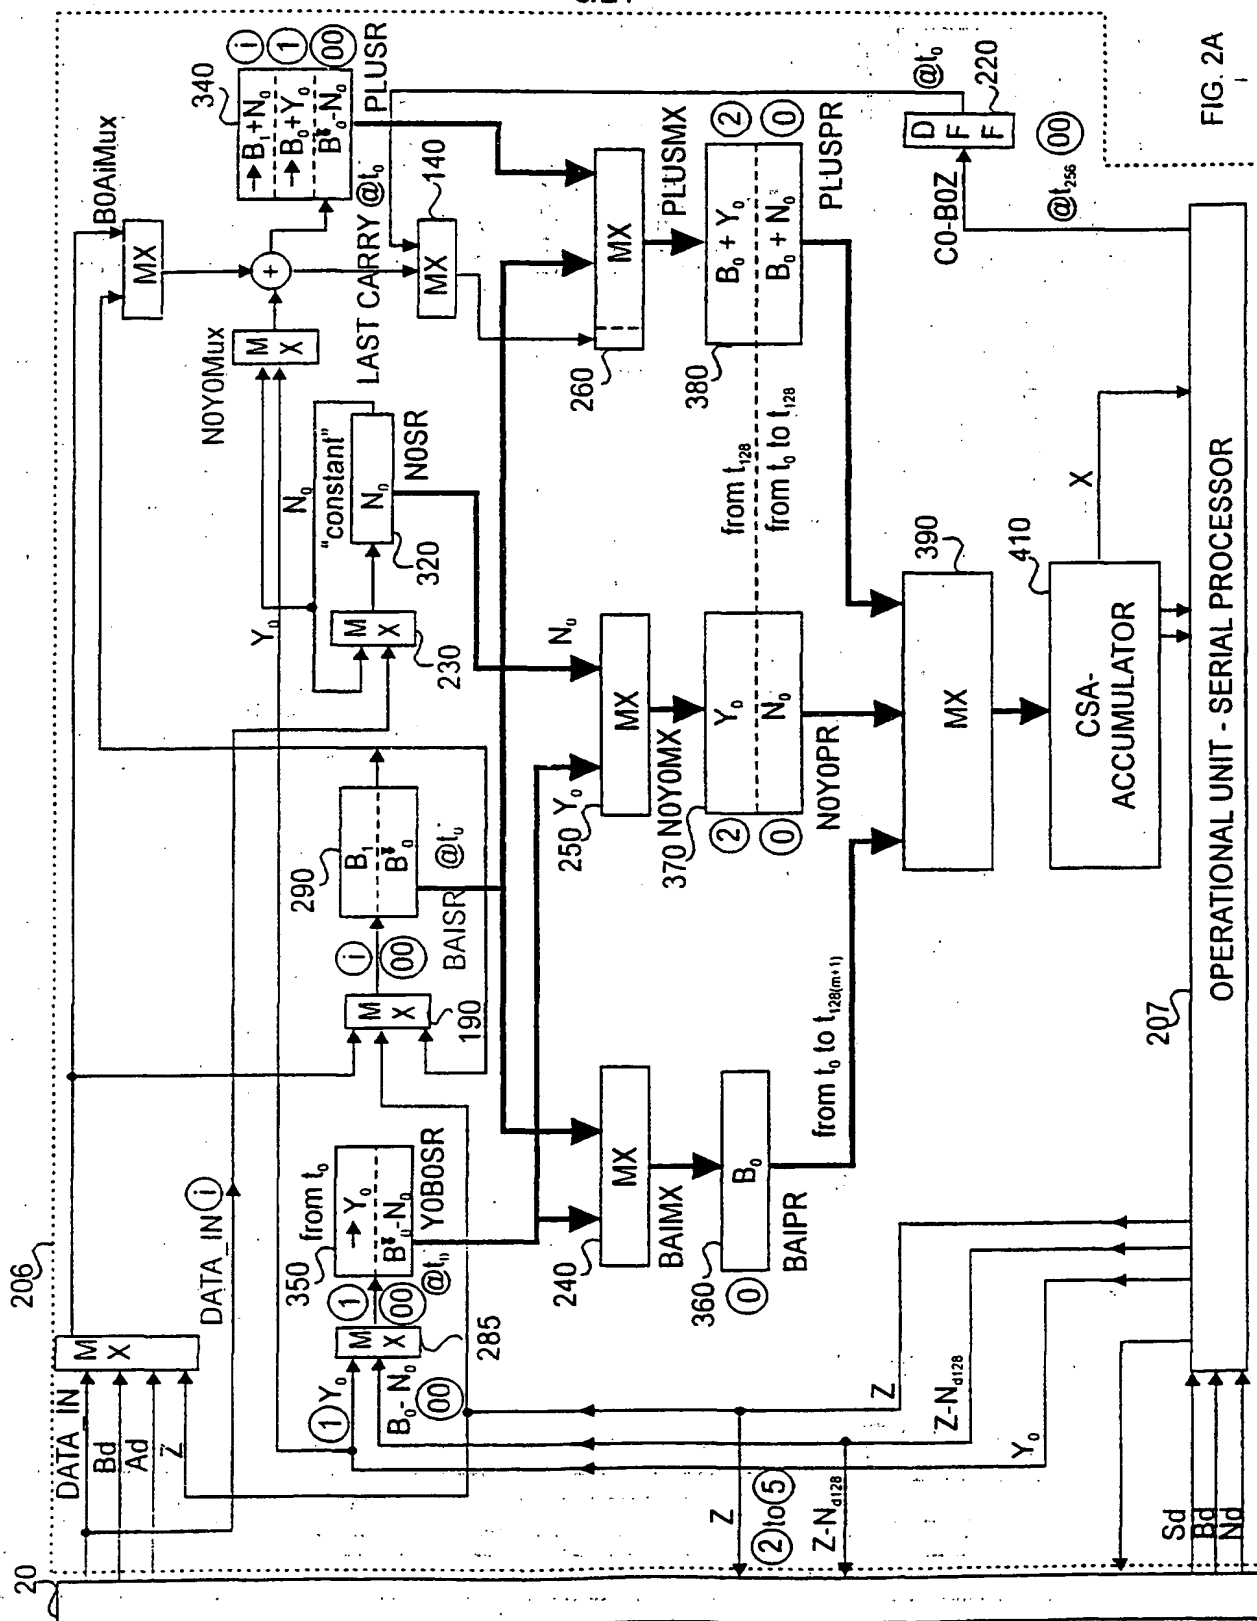 20
206
DATA_IN
Bd
Ad
Z
M
X
DATA_IN i
B0AiMux
MX
340
→B₁+N₀
→B₀+Y₀
B*₀-N₀
i
1
00
PLUSR
+
N0Y0Mux
M
X
LAST CARRY @t₀
MX
140
Y₀
N₀
"constant"
N₀
N0SR
320
M
X
230
290
B₁
B*₀
@t₀
BAISR
i
00
M
X
190
350
from t₀
→Y₀
B*₀-N₀
@t₀
Y0B0SR
1
00
M
X
285
1 Y₀
B₀-N₀
00
240
MX
BAIMX
250
Y₀
MX
N₀
N0Y0MX
260
MX
PLUSMX
360
0
B₀
BAIPR
370
2
0
Y₀
N₀
N0Y0PR
from t₁₂₈
from t₀ to t₁₂₈
380
B₀ + Y₀
B₀ + N₀
2
0
PLUSPR
@t₀
D
F
F
220
C0-B0Z
@t₂₅₆ 00
from t₀ to t₁₂₈₍ₘ₊₁₎
MX
390
CSA-
ACCUMULATOR
410
X
Z
2 to 5
Z-N_d128
Z
Z-N_d128
Y₀
Sd
Bd
Nd
207
OPERATIONAL UNIT - SERIAL PROCESSOR
FIG. 2A